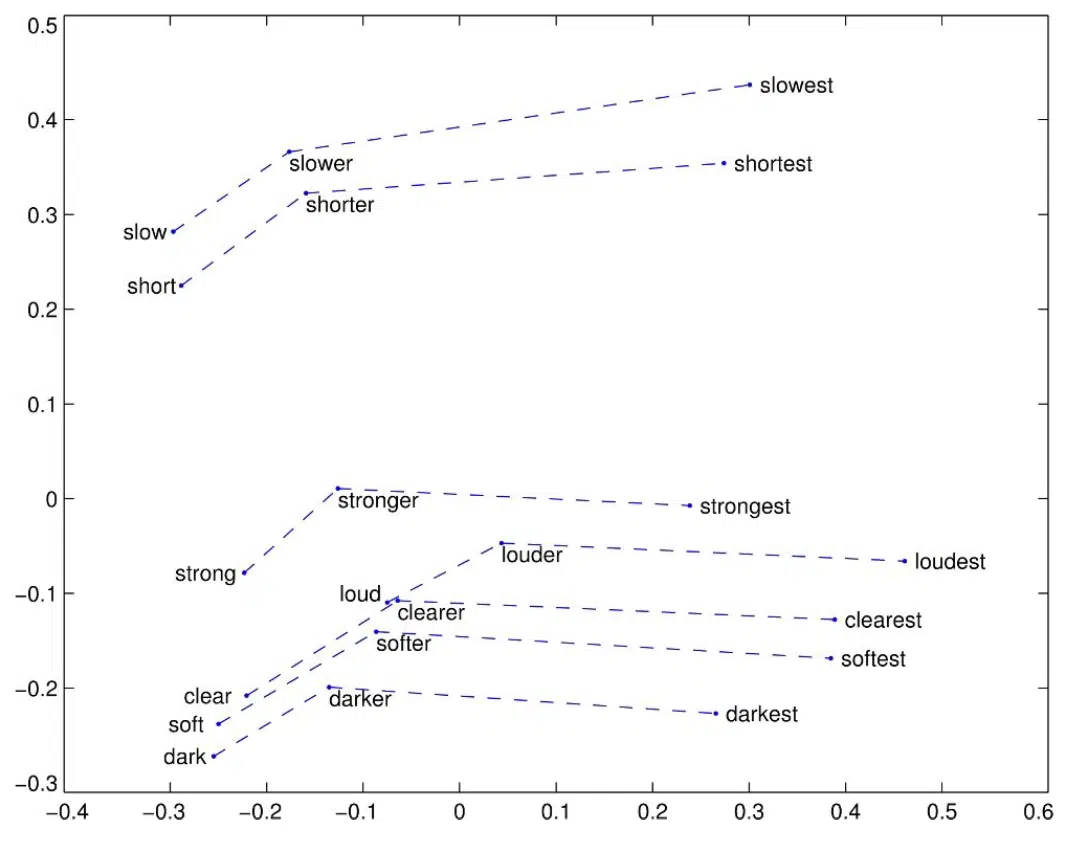 0.5
slowest
0.4
slower
shortest
0.3
shorter
slow
short
0.2
0.1
0
stronger
strongest
louder
loudest
strong
loud
−0.1
clearer
clearest
softer
softest
−0.2
clear
darker
soft
darkest
dark
−0.3
−0.4 −0.3 −0.2 −0.1 0 0.1 0.2 0.3 0.4 0.5 0.6